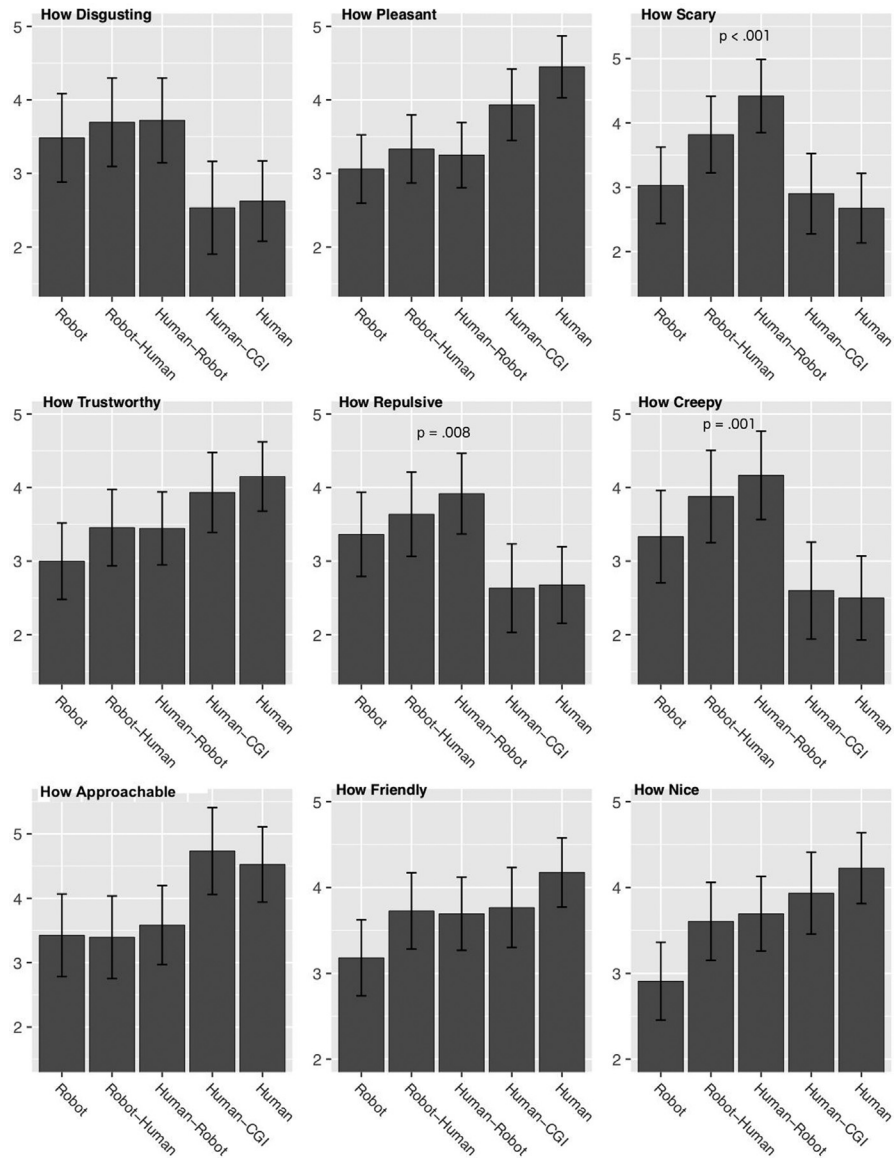 How Disgusting
5
4
3
2
Robot
Robot–Human
Human–Robot
Human–CGI
Human
How Pleasant
5
4
3
2
Robot
Robot–Human
Human–Robot
Human–CGI
Human
How Scary
p < .001
5
4
3
2
Robot
Robot–Human
Human–Robot
Human–CGI
Human
How Trustworthy
5
4
3
2
Robot
Robot–Human
Human–Robot
Human–CGI
Human
How Repulsive
p = .008
5
4
3
2
Robot
Robot–Human
Human–Robot
Human–CGI
Human
How Creepy
p = .001
5
4
3
2
Robot
Robot–Human
Human–Robot
Human–CGI
Human
How Approachable
5
4
3
2
Robot
Robot–Human
Human–Robot
Human–CGI
Human
How Friendly
5
4
3
2
Robot
Robot–Human
Human–Robot
Human–CGI
Human
How Nice
5
4
3
2
Robot
Robot–Human
Human–Robot
Human–CGI
Human